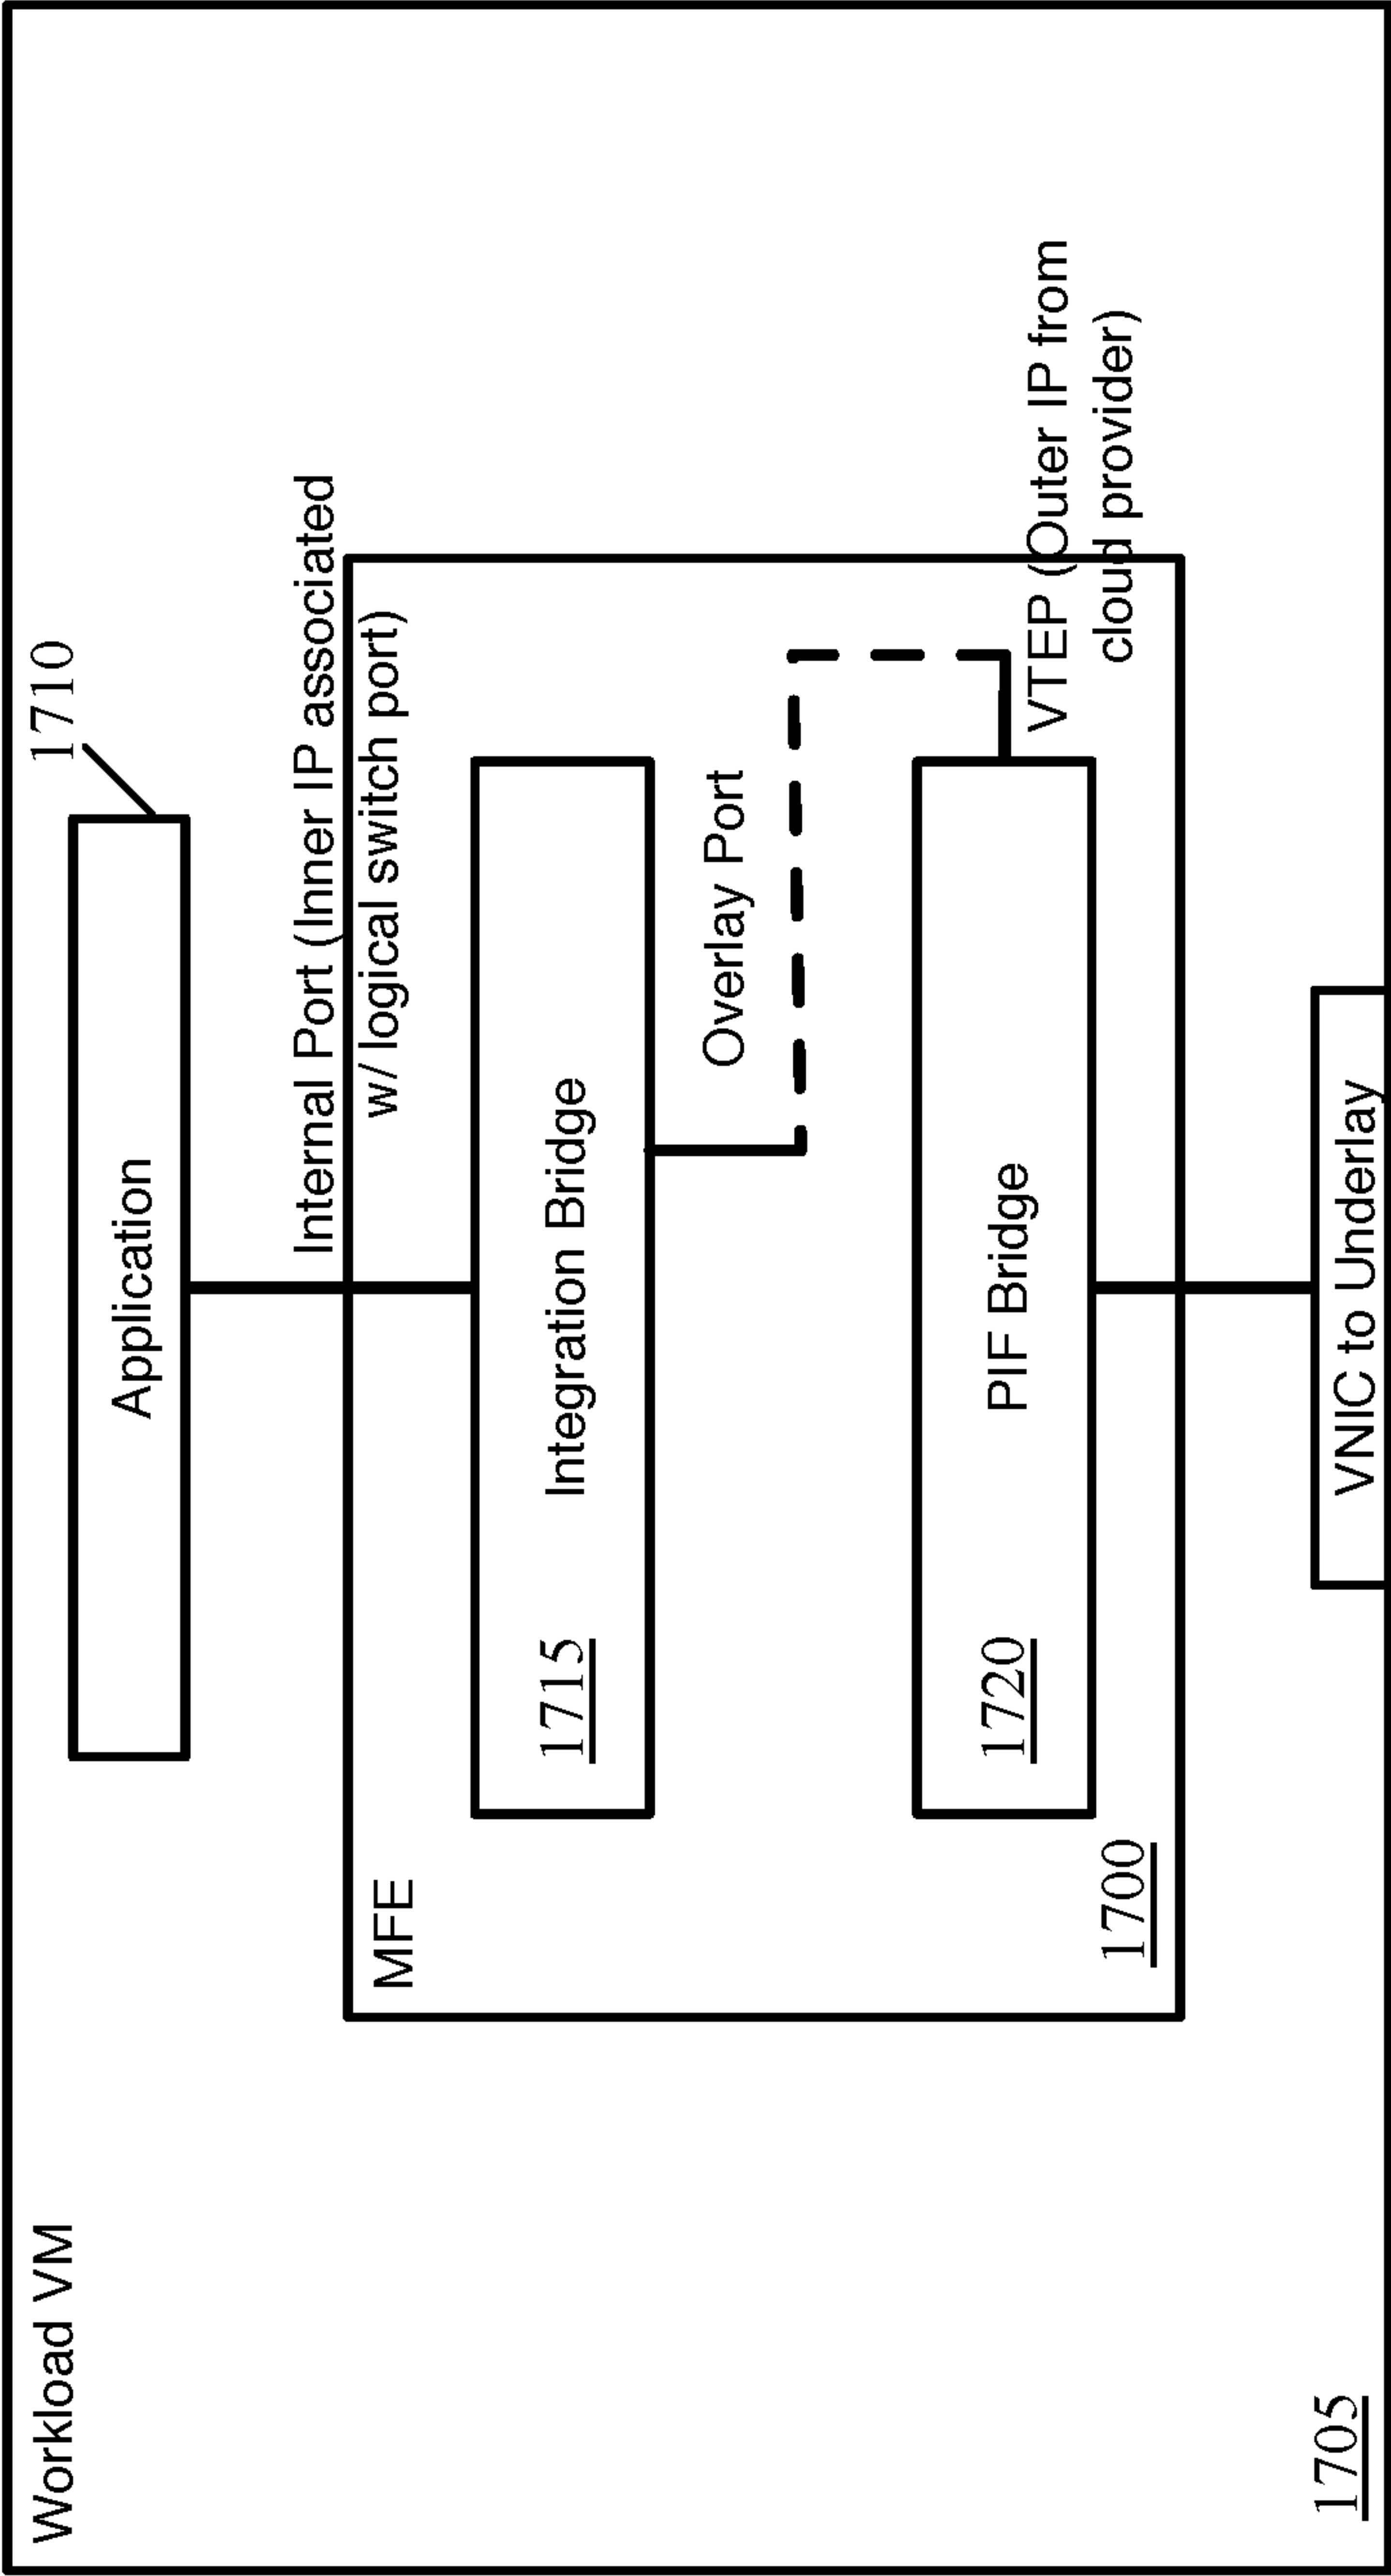 Workload VM
1710
Application
Internal Port (Inner IP associated
w/ logical switch port)
MFE
Integration Bridge
1715
Overlay Port
PIF Bridge
1720
VTEP (Outer IP from
cloud provider)
1700
VNIC to Underlay
1705